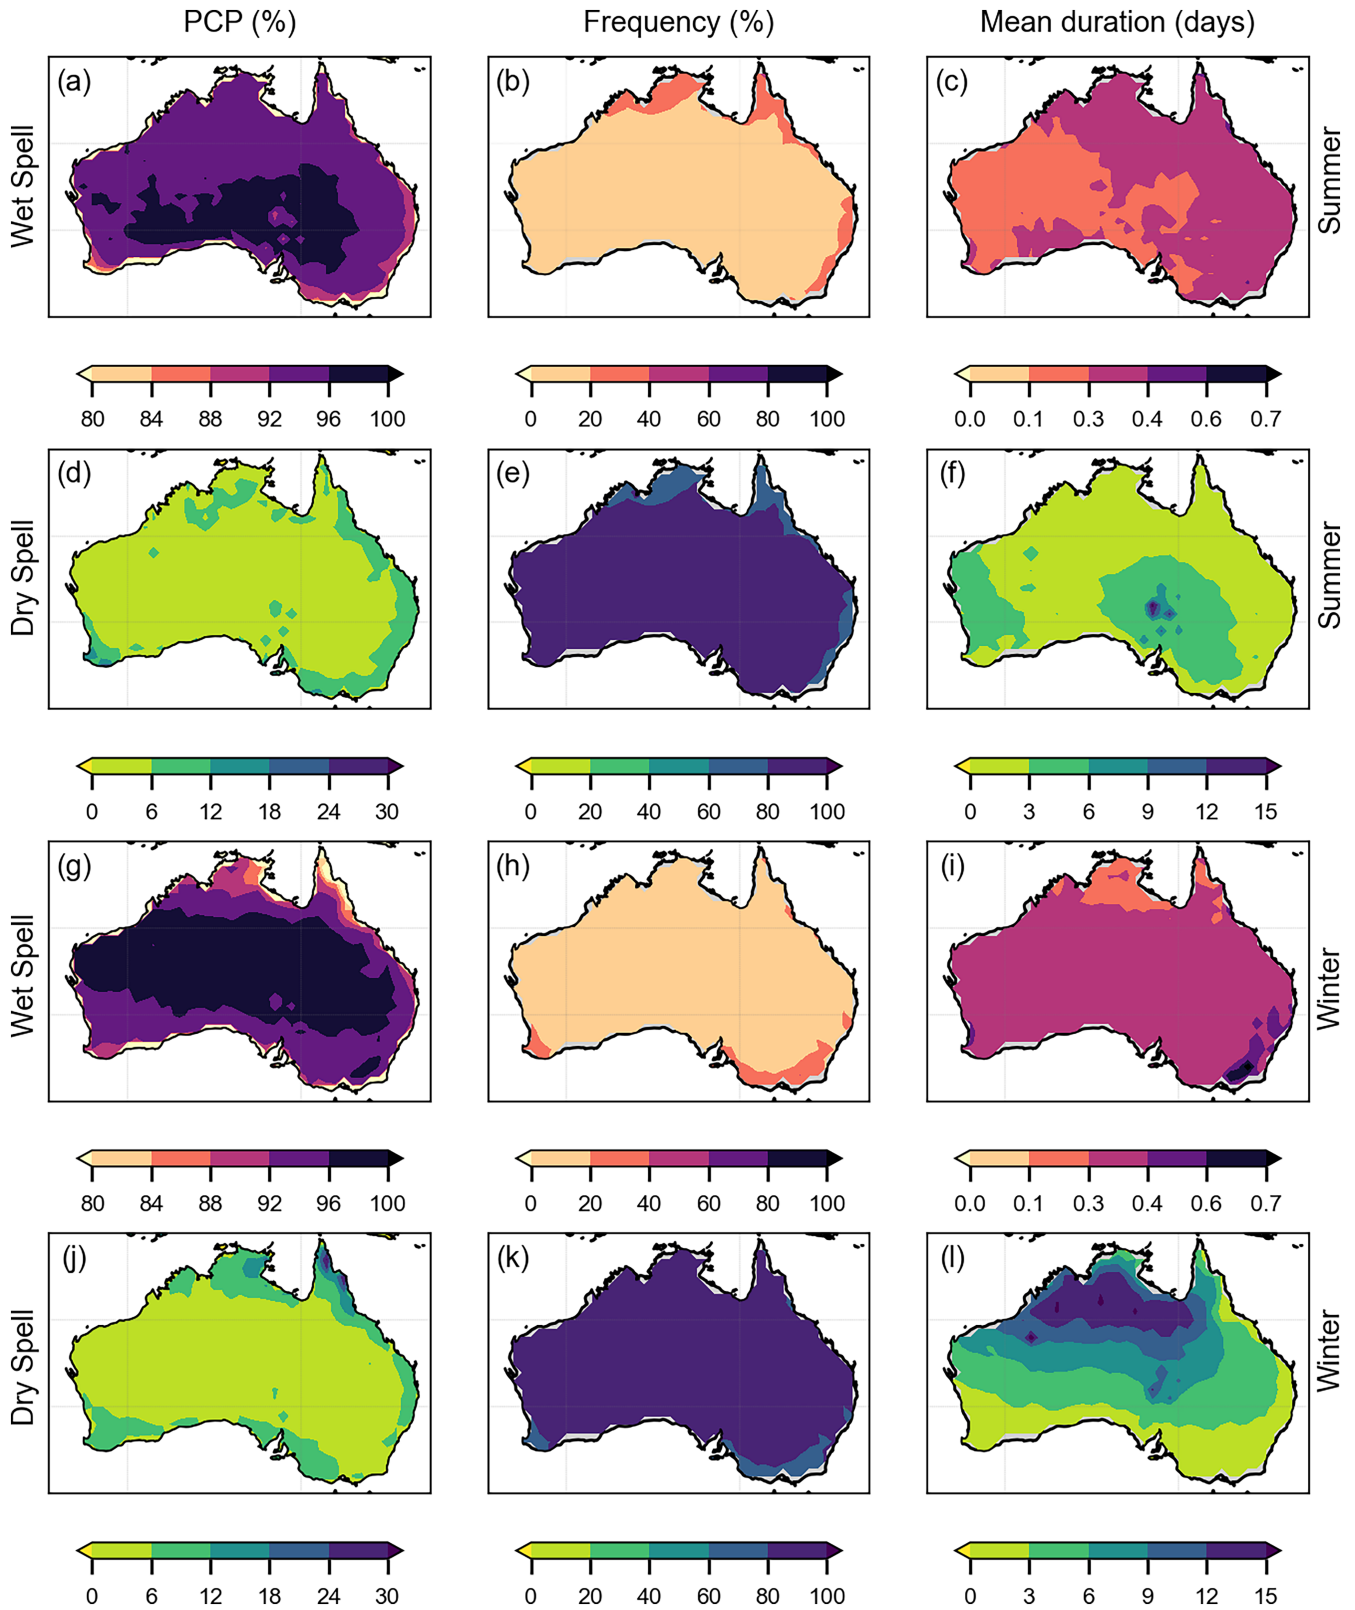 PCP (%) Frequency (%) Mean duration (days)
Wet Spell (a) (b) (c) Summer
80 84 88 92 96 100 0 20 40 60 80 100 0.0 0.1 0.3 0.4 0.6 0.7
Dry Spell (d) (e) (f) Summer
0 6 12 18 24 30 0 20 40 60 80 100 0 3 6 9 12 15
Wet Spell (g) (h) (i) Winter
80 84 88 92 96 100 0 20 40 60 80 100 0.0 0.1 0.3 0.4 0.6 0.7
Dry Spell (j) (k) (l) Winter
0 6 12 18 24 30 0 20 40 60 80 100 0 3 6 9 12 15